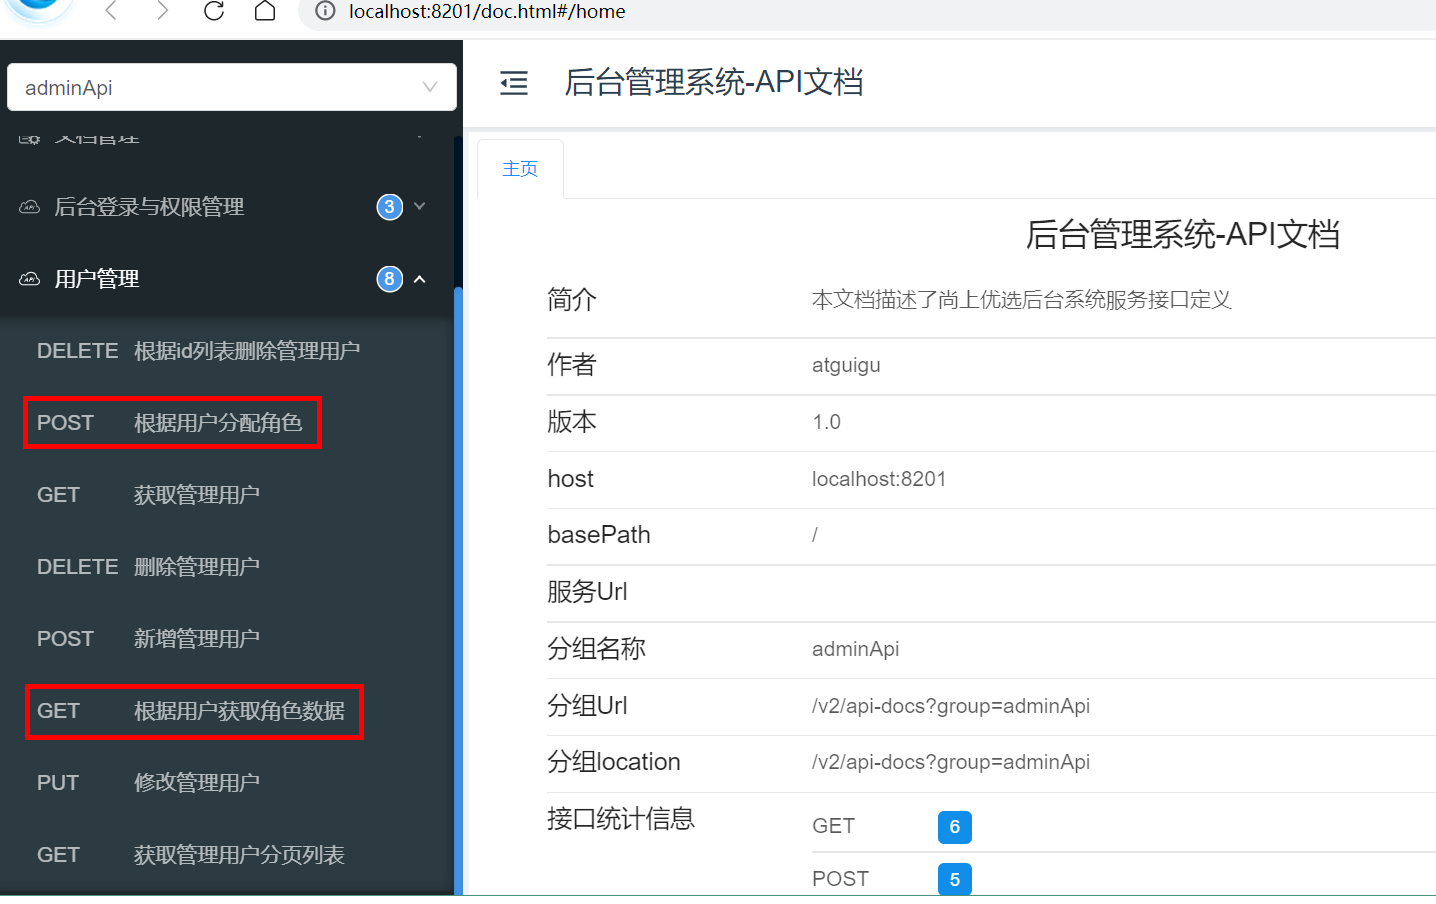 localhost:8201/doc.html#/home
adminApi
文档管理
后台登录与权限管理 3
用户管理 8
DELETE 根据id列表删除管理用户
POST 根据用户分配角色
GET 获取管理用户
DELETE 删除管理用户
POST 新增管理用户
GET 根据用户获取角色数据
PUT 修改管理用户
GET 获取管理用户分页列表
后台管理系统-API文档
主页
后台管理系统-API文档
简介 本文档描述了尚上优选后台系统服务接口定义
作者 atguigu
版本 1.0
host localhost:8201
basePath /
服务Url
分组名称 adminApi
分组Url /v2/api-docs?group=adminApi
分组location /v2/api-docs?group=adminApi
接口统计信息
GET 6
POST 5